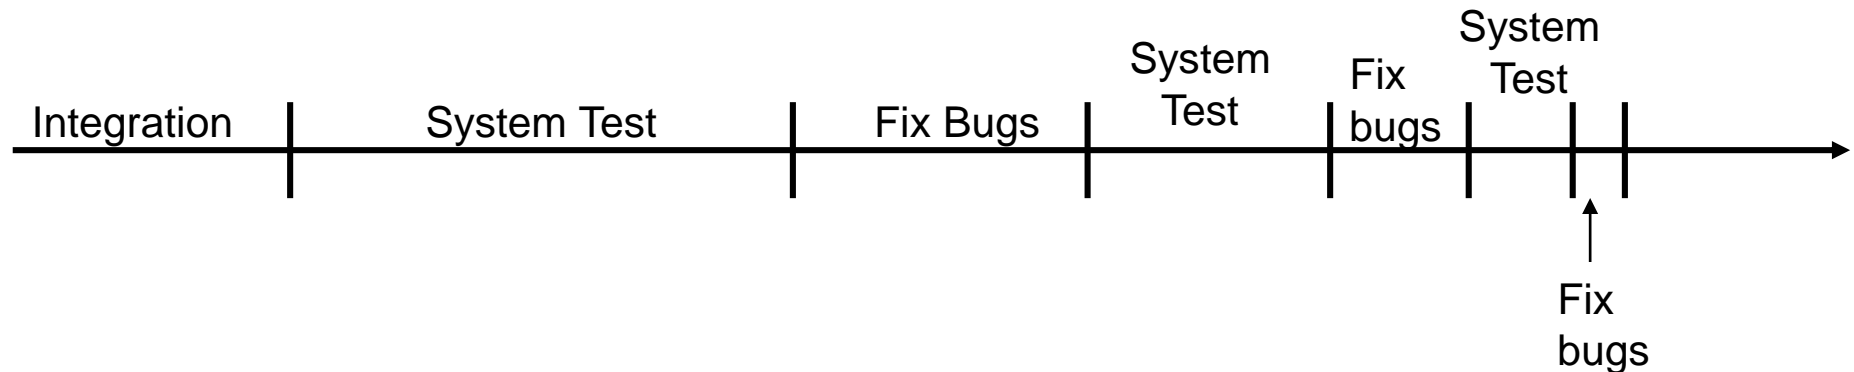 Integration
System Test
Fix Bugs
System
Test
Fix
bugs
System
Test
Fix
bugs